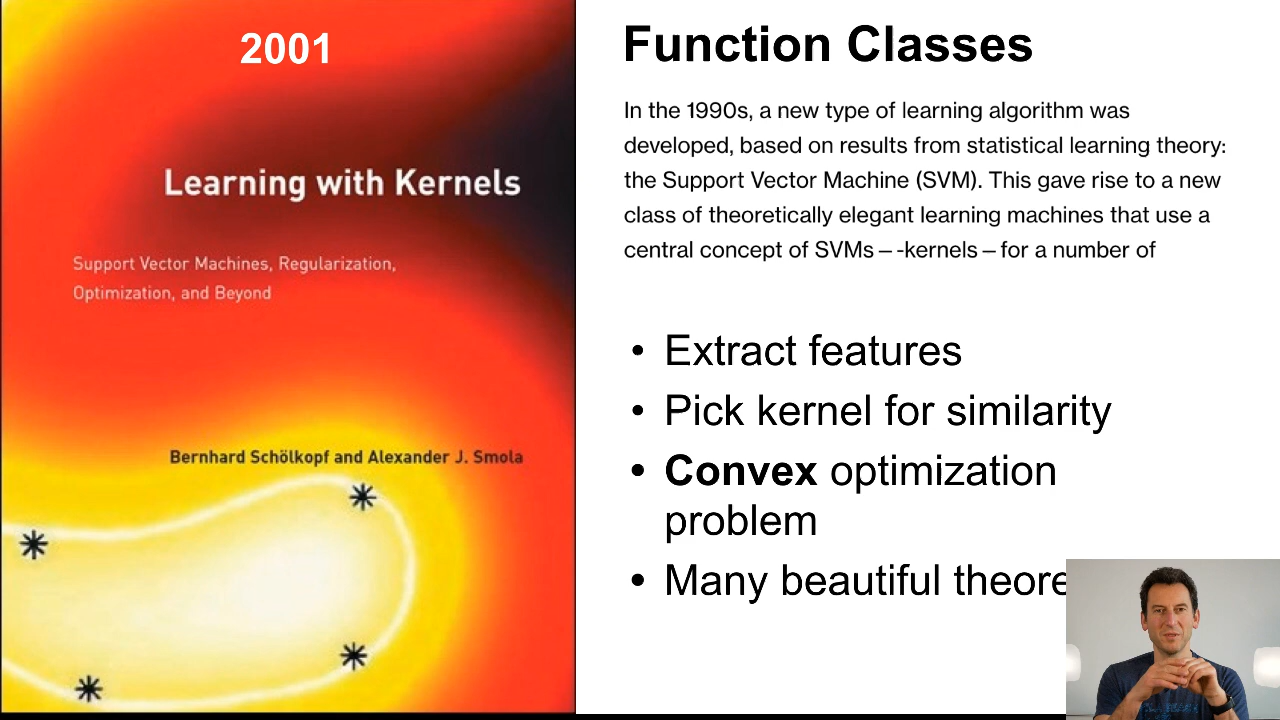 2001
Learning with Kernels
Support Vector Machines, Regularization,
Optimization, and Beyond
Bernhard Schölkopf and Alexander J. Smola
Function Classes
In the 1990s, a new type of learning algorithm was
developed, based on results from statistical learning theory:
the Support Vector Machine (SVM). This gave rise to a new
class of theoretically elegant learning machines that use a
central concept of SVMs – -kernels – for a number of
• Extract features
• Pick kernel for similarity
• Convex optimization
problem
• Many beautiful